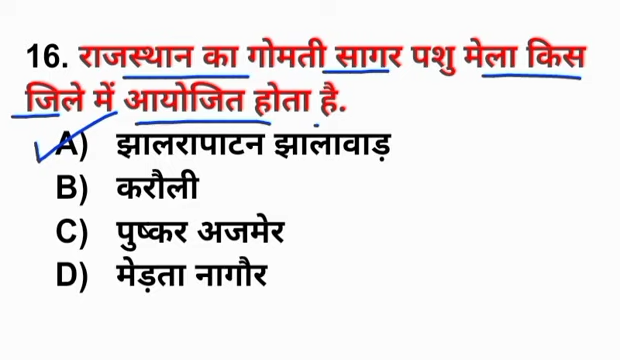 16. राजस्थान का गोमती सागर पशु मेला किस
जिले में आयोजित होता है.
A) झालरापाटन झालावाड़
B) करौली
C) पुष्कर अजमेर
D) मेड़ता नागौर